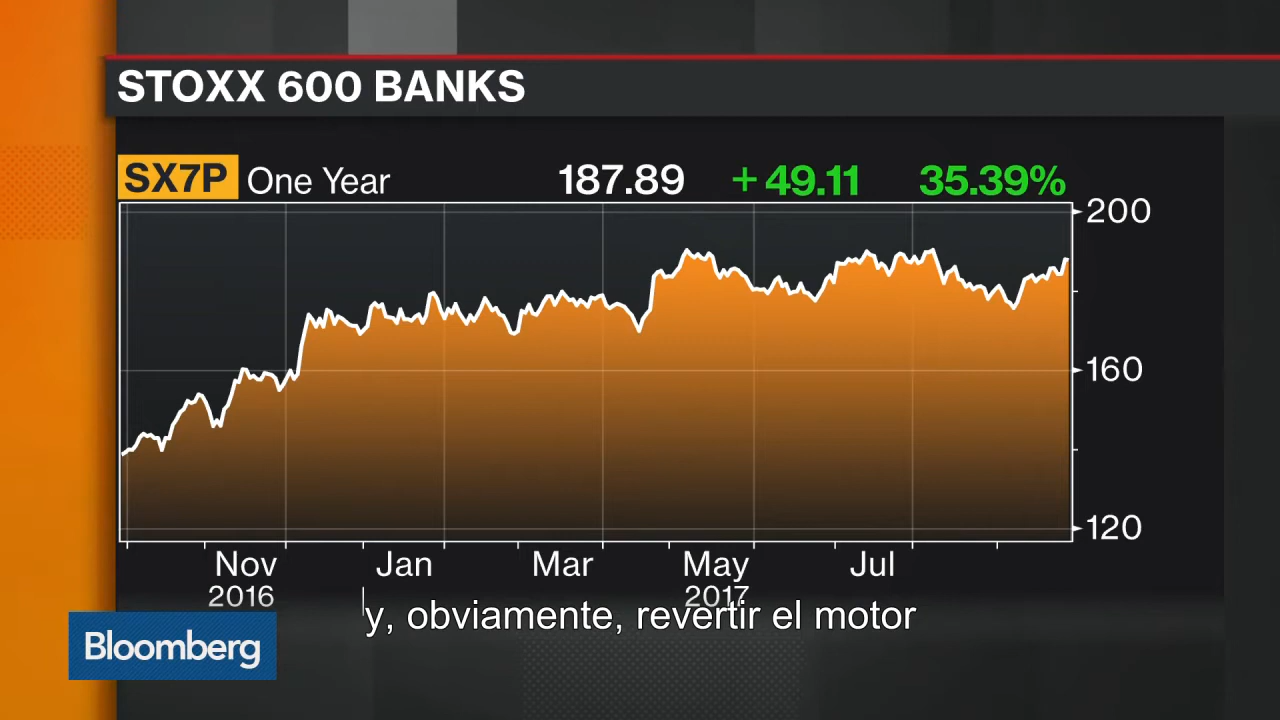 STOXX 600 BANKS
SX7P One Year 187.89 +49.11 35.39%
200
160
120
Nov Jan Mar May Jul
2016 2017
y, obviamente, revertir el motor
Bloomberg